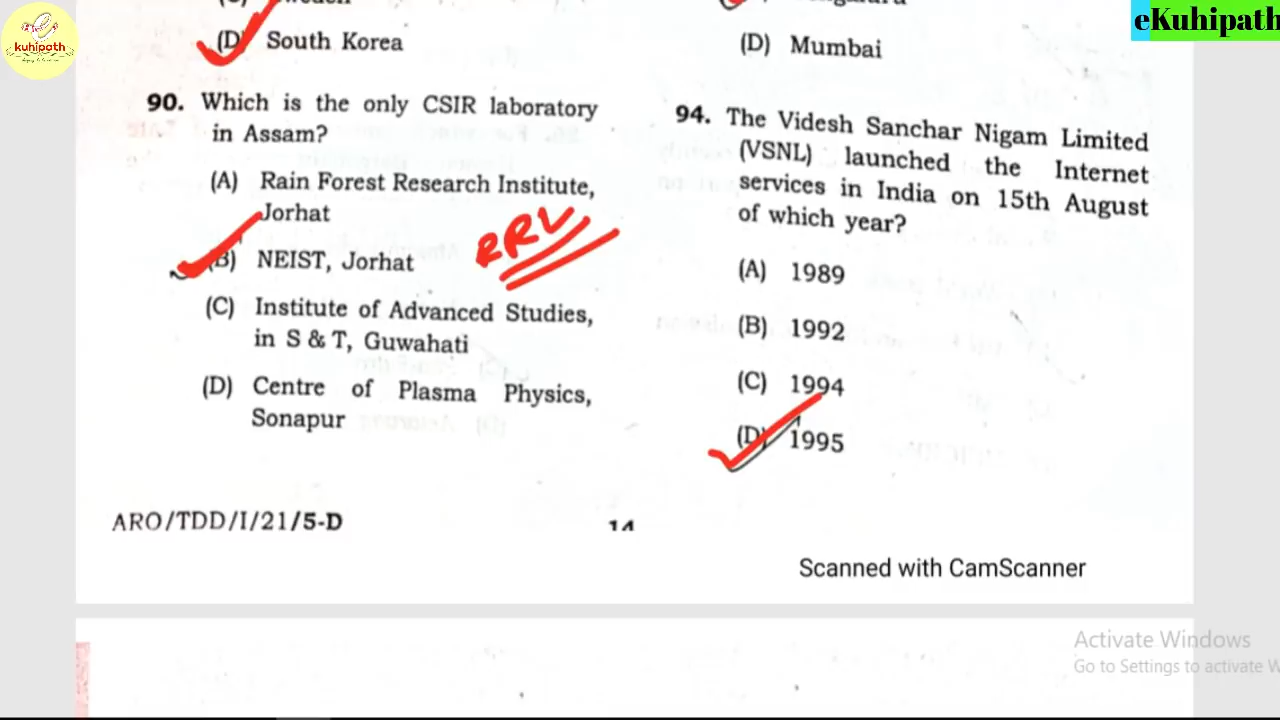 kuhipath
eKuhipath
(D) South Korea
90. Which is the only CSIR laboratory
in Assam?
(A) Rain Forest Research Institute,
Jorhat
(B) NEIST, Jorhat
RRL
(C) Institute of Advanced Studies,
in S & T, Guwahati
(D) Centre of Plasma Physics,
Sonapur
ARO/TDD/I/21/5-D
14
(D) Mumbai
94. The Videsh Sanchar Nigam Limited
(VSNL) launched the Internet
services in India on 15th August
of which year?
(A) 1989
(B) 1992
(C) 1994
(D) 1995
Scanned with CamScanner
Activate Windows
Go to Settings to activate W